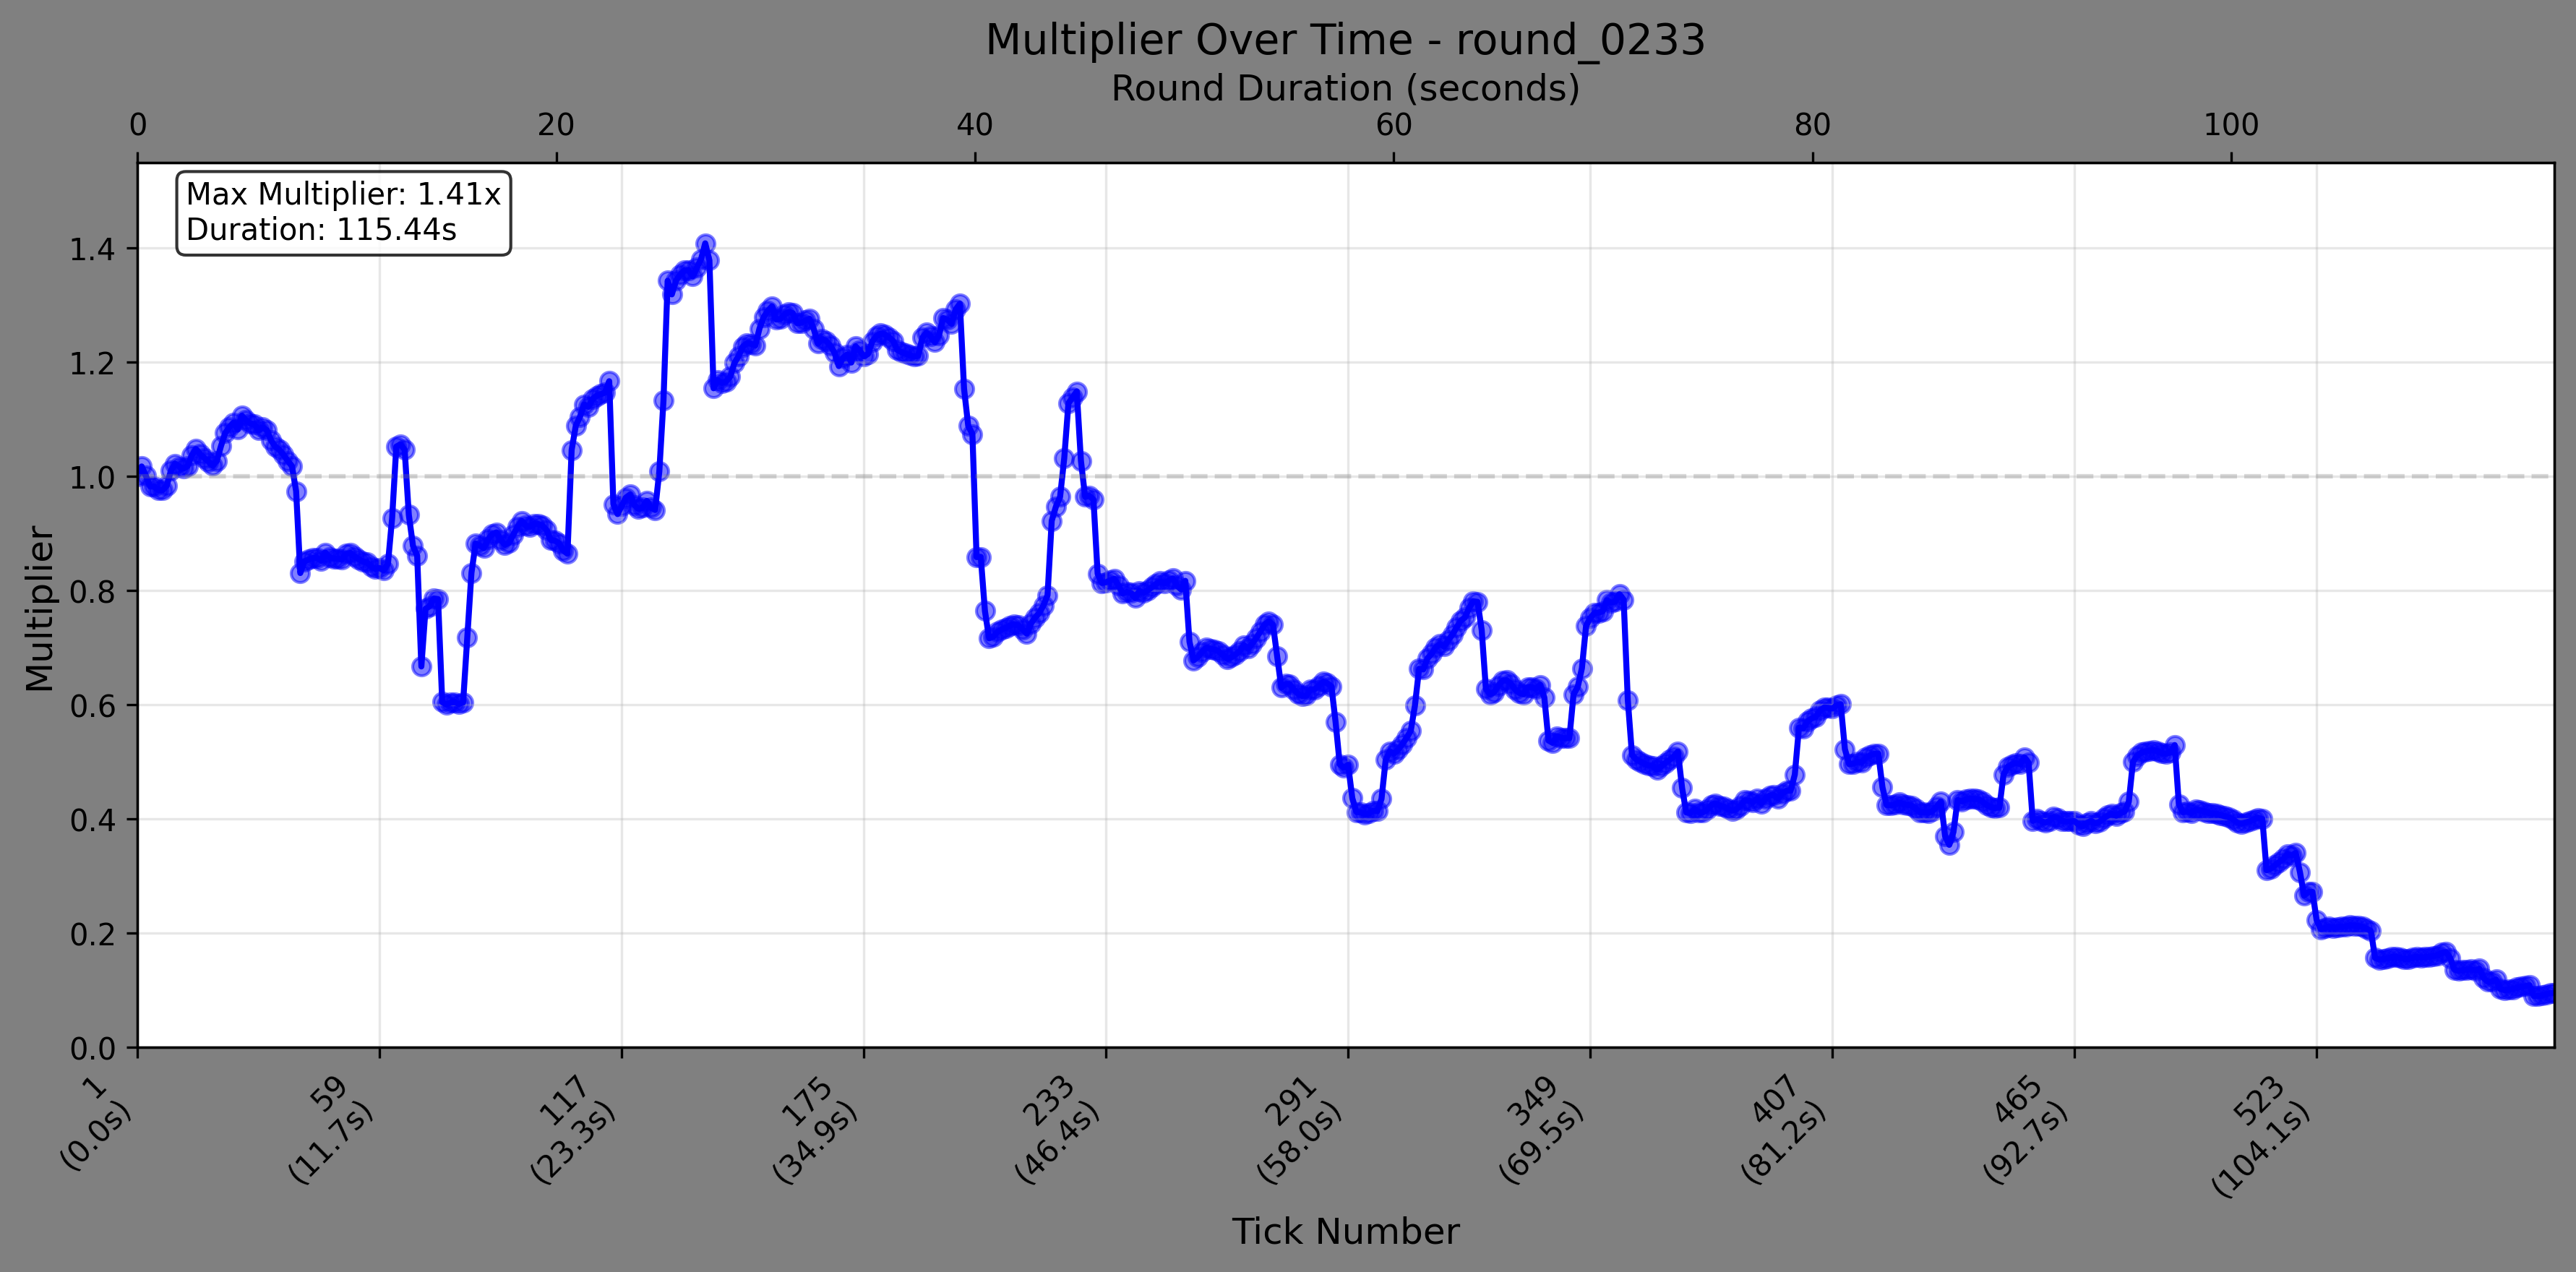 Multiplier Over Time - round_0233
Round Duration (seconds)
0 20 40 60 80 100
Max Multiplier: 1.41x
Duration: 115.44s
Multiplier
1.4
1.2
1.0
0.8
0.6
0.4
0.2
0.0
1
(0.0s)
59
(11.7s)
117
(23.3s)
175
(34.9s)
233
(46.4s)
291
(58.0s)
349
(69.5s)
407
(81.2s)
465
(92.7s)
523
(104.1s)
Tick Number